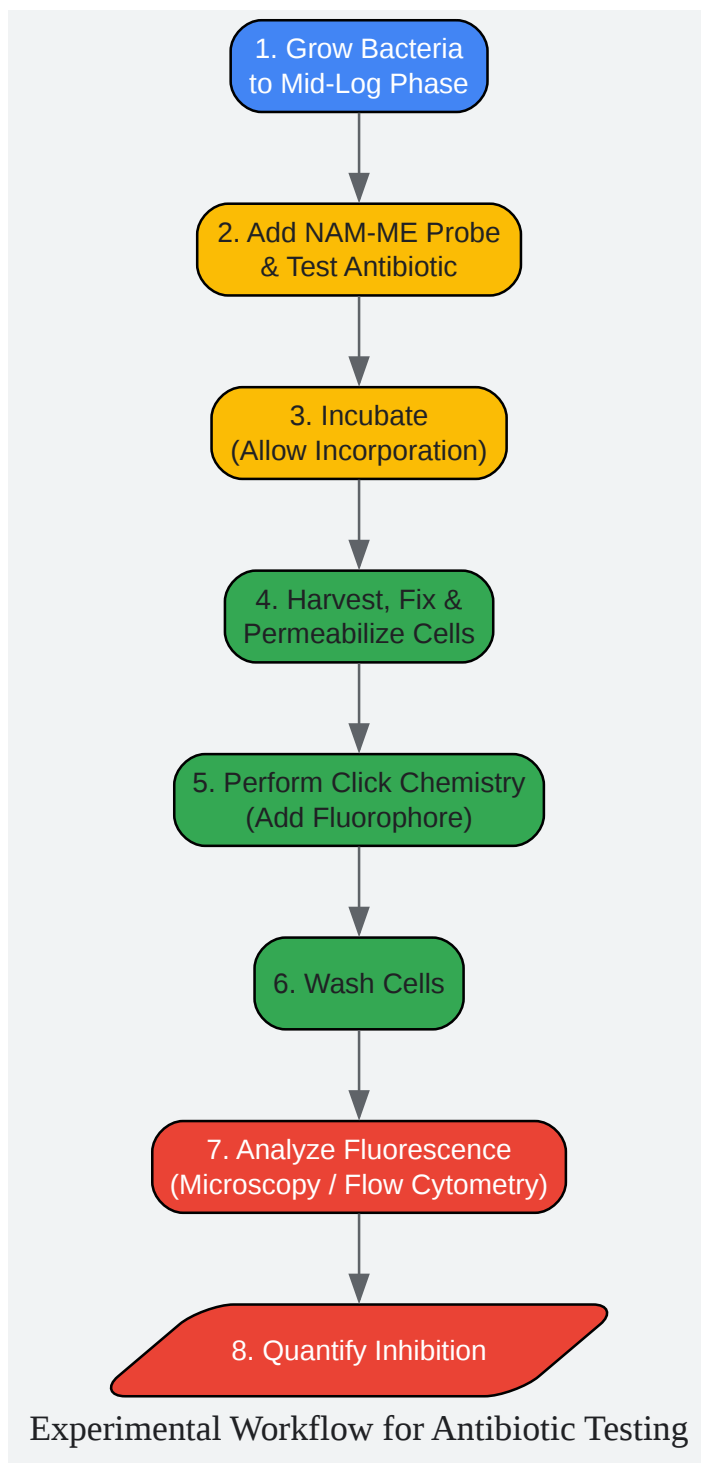 1. Grow Bacteria
to Mid-Log Phase
2. Add NAM-ME Probe
& Test Antibiotic
3. Incubate
(Allow Incorporation)
4. Harvest, Fix &
Permeabilize Cells
5. Perform Click Chemistry
(Add Fluorophore)
6. Wash Cells
7. Analyze Fluorescence
(Microscopy / Flow Cytometry)
8. Quantify Inhibition
Experimental Workflow for Antibiotic Testing